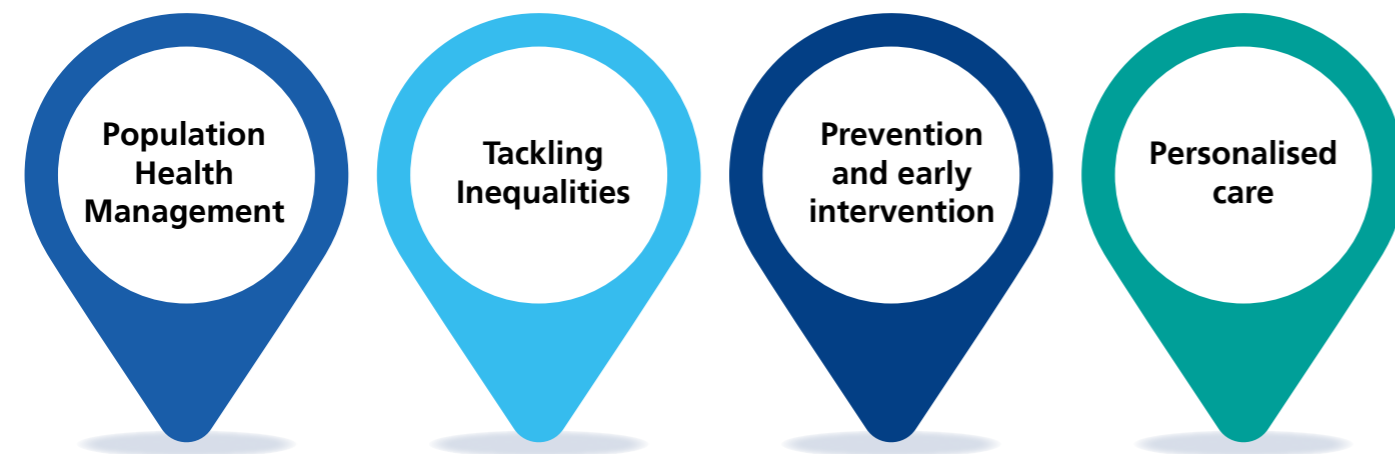 Population
Health
Management
Tackling
Inequalities
Prevention
and early
intervention
Personalised
care